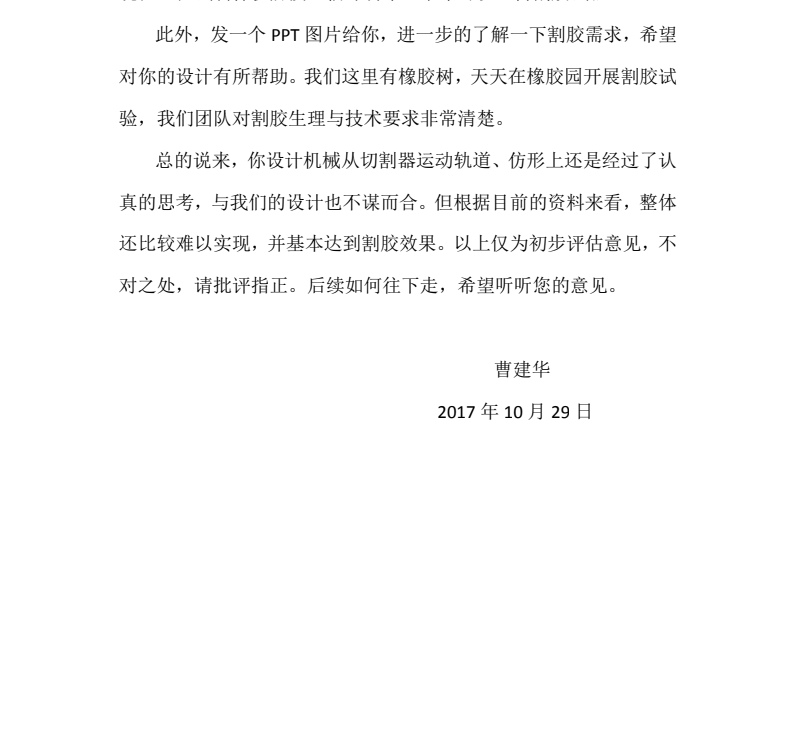 此外，发一个 PPT 图片给你，进一步的了解一下割胶需求，希望
对你的设计有所帮助。我们这里有橡胶树，天天在橡胶园开展割胶试
验，我们团队对割胶生理与技术要求非常清楚。
总的说来，你设计机械从切割器运动轨道、仿形上还是经过了认
真的思考，与我们的设计也不谋而合。但根据目前的资料来看，整体
还比较难以实现，并基本达到割胶效果。以上仅为初步评估意见，不
对之处，请批评指正。后续如何往下走，希望听听您的意见。
曹建华
2017 年 10 月 29 日